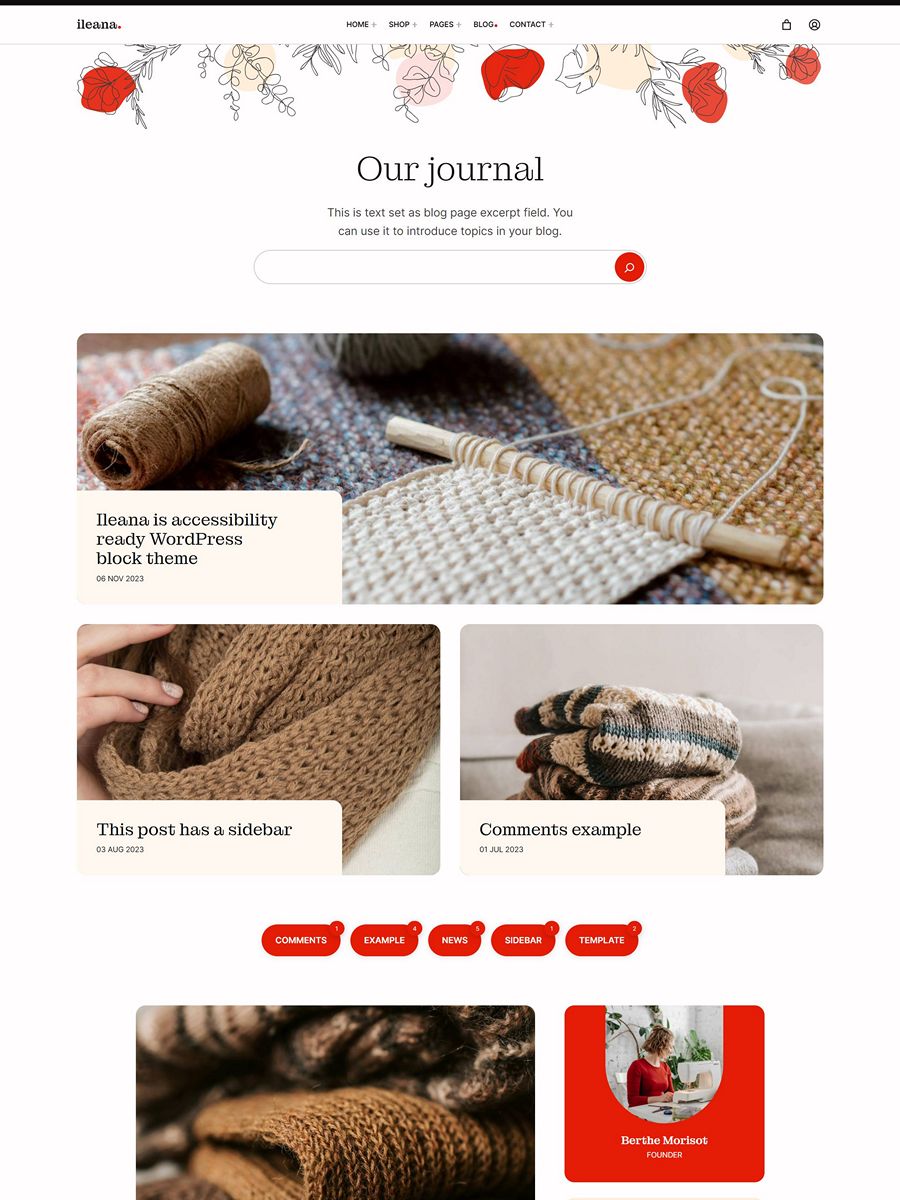 ileana.
HOME + SHOP + PAGES + BLOG CONTACT +
Our journal
This is text set as blog page excerpt field. You
can use it to introduce topics in your blog.
Ileana is accessibility
ready WordPress
block theme
06 NOV 2023
This post has a sidebar
03 AUG 2023
Comments example
01 JUL 2023
COMMENTS 1 EXAMPLE 4 NEWS 5 SIDEBAR 1 TEMPLATE 2
Berthe Morisot
FOUNDER